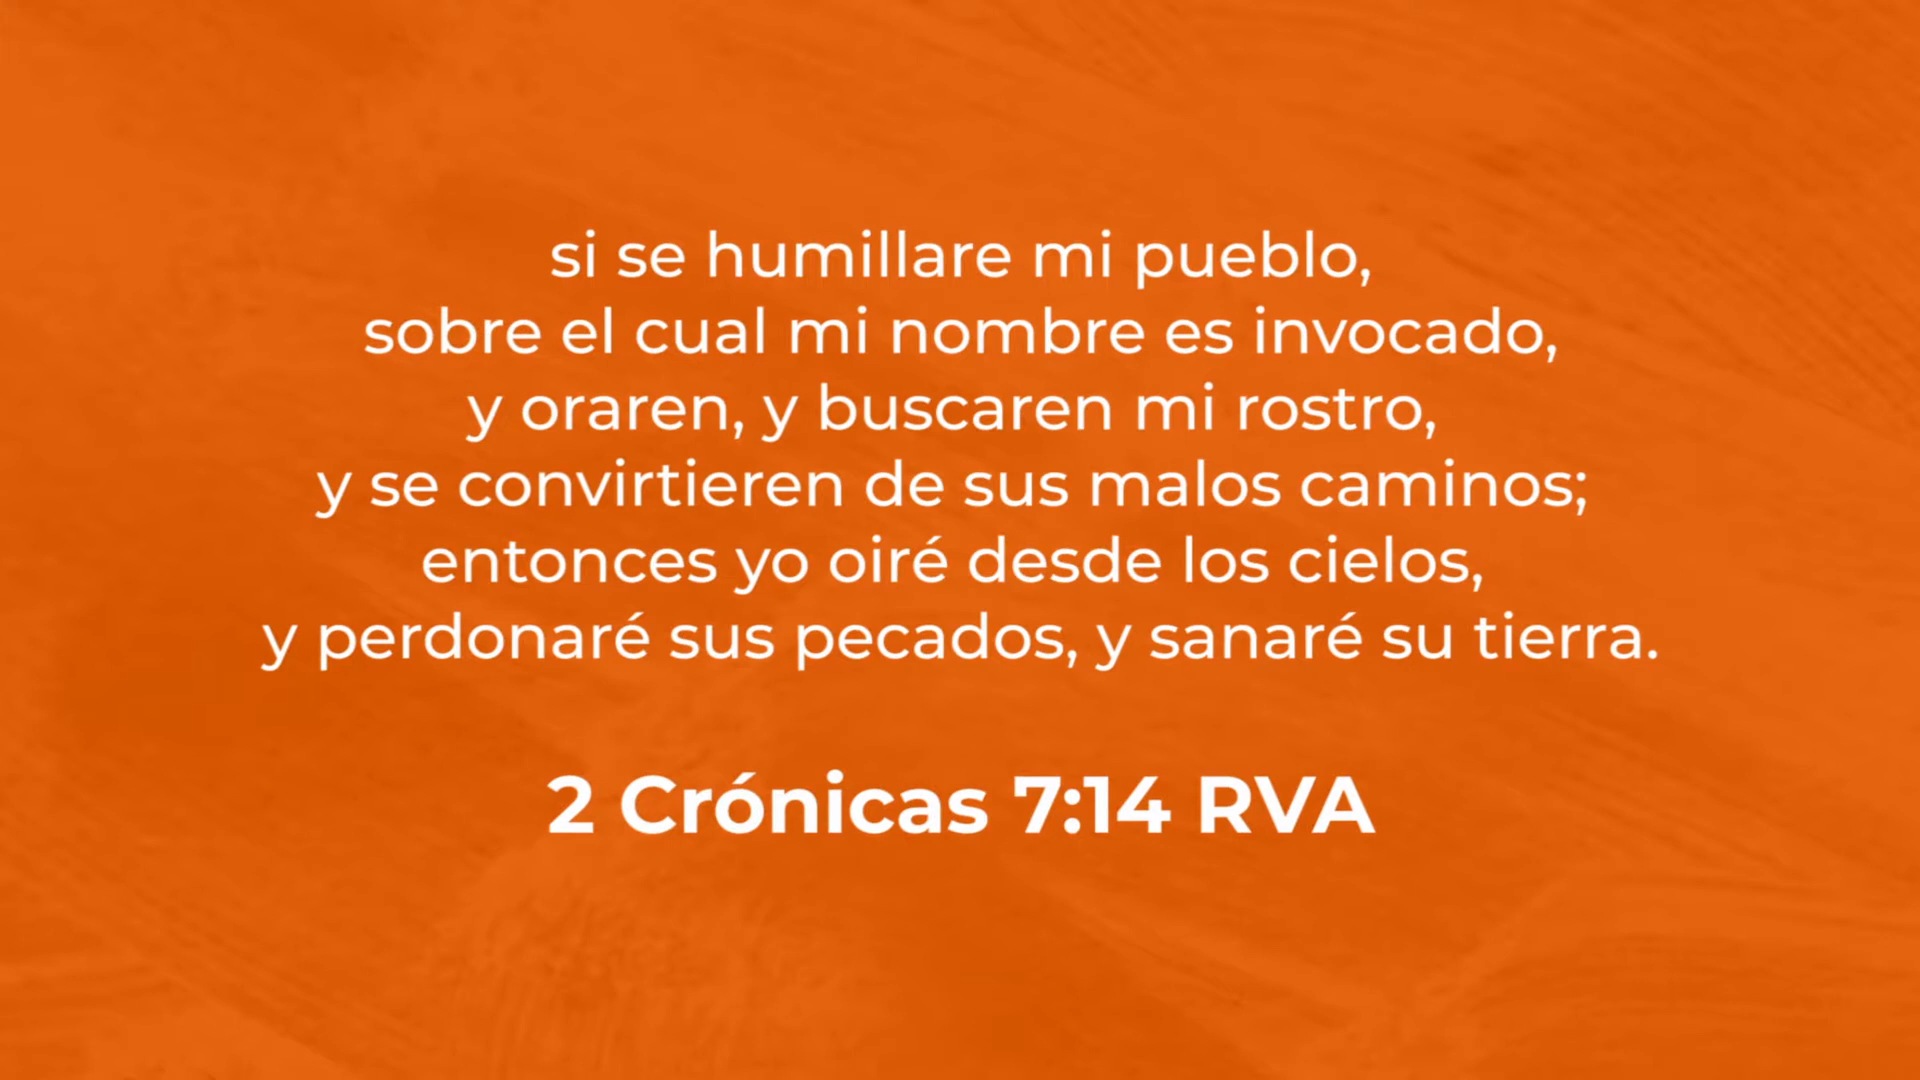 si se humillare mi pueblo,
sobre el cual mi nombre es invocado,
y oraren, y buscaren mi rostro,
y se convirtieren de sus malos caminos;
entonces yo oiré desde los cielos,
y perdonaré sus pecados, y sanaré su tierra.
2 Crónicas 7:14 RVA